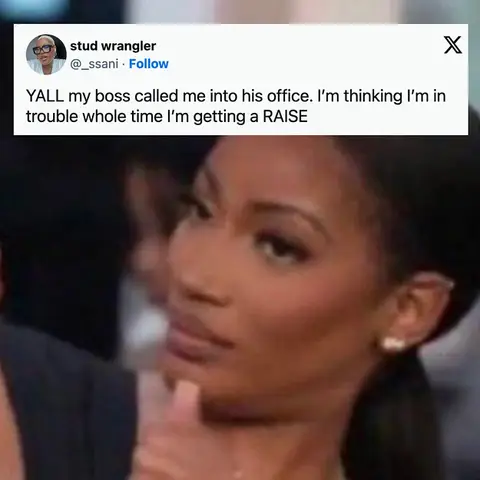 stud wrangler
@_ssani · Follow
YALL my boss called me into his office. I'm thinking I'm in
trouble whole time I'm getting a RAISE